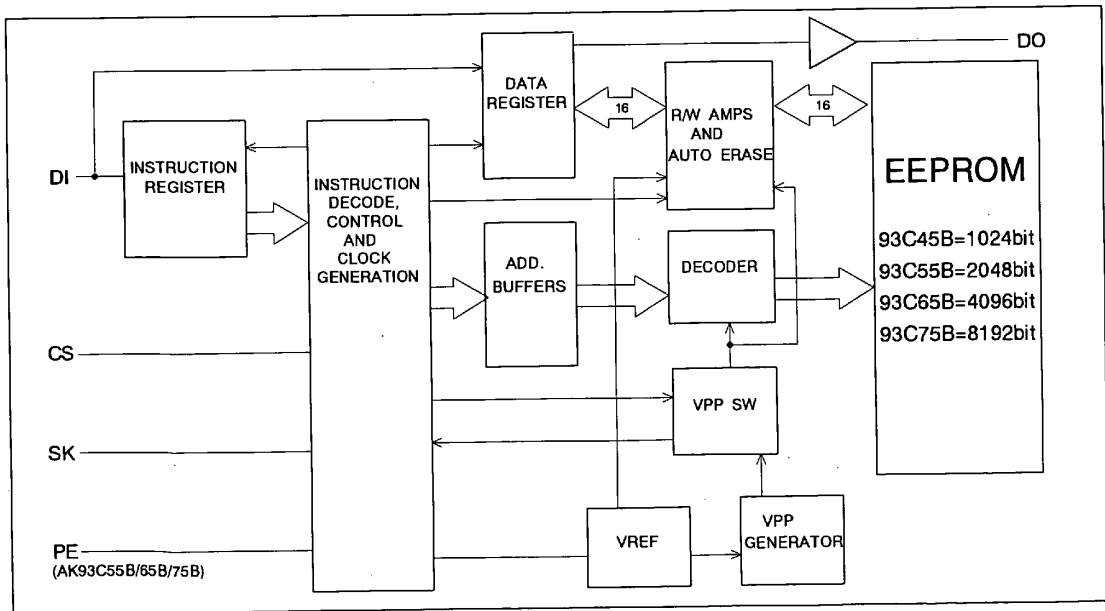 DO
DATA
REGISTER
16
R/W AMPS
AND
AUTO ERASE
16
EEPROM
93C45B=1024bit
93C55B=2048bit
93C65B=4096bit
93C75B=8192bit
DI
INSTRUCTION
REGISTER
INSTRUCTION
DECODE,
CONTROL
AND
CLOCK
GENERATION
ADD.
BUFFERS
DECODER
CS
VPP SW
SK
VREF
VPP
GENERATOR
PE
(AK93C55B/65B/75B)